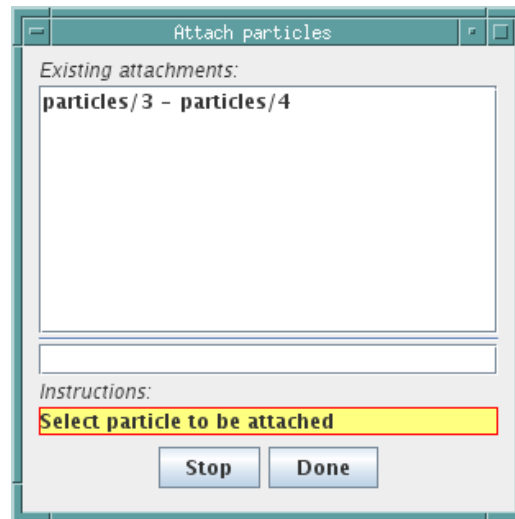 Attach particles
Existing attachments:
particles/3 - particles/4
Instructions:
Select particle to be attached
Stop Done